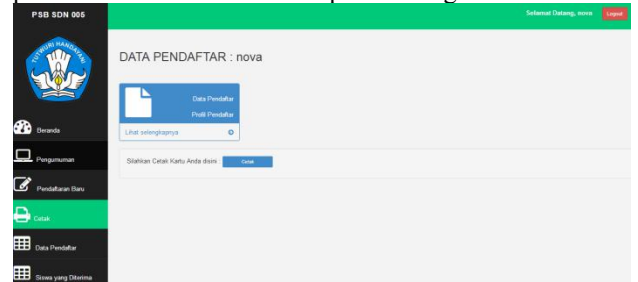 PSB SDN 005
Selamat Datang, nova
Logout
TUT WURI HANDAYANI
DATA PENDAFTAR : nova
Data Pendaftar
Profil Pendaftar
Lihat selengkapnya
Silahkan Cetak Kartu Anda disini :
Cetak
Beranda
Pengumuman
Pendaftaran Baru
Cetak
Data Pendaftar
Siswa yang Diterima